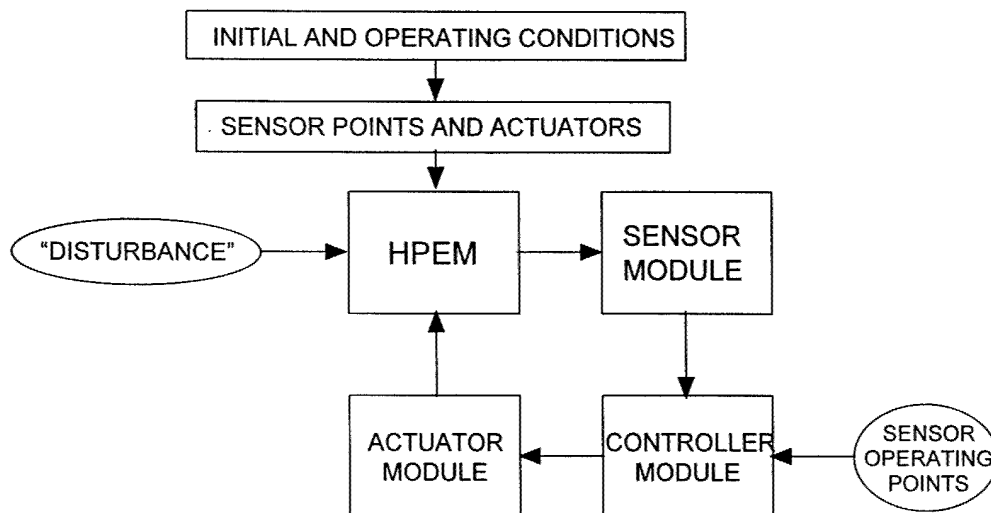 INITIAL AND OPERATING CONDITIONS
SENSOR POINTS AND ACTUATORS
"DISTURBANCE"
HPEM
SENSOR
MODULE
ACTUATOR
MODULE
CONTROLLER
MODULE
SENSOR
OPERATING
POINTS